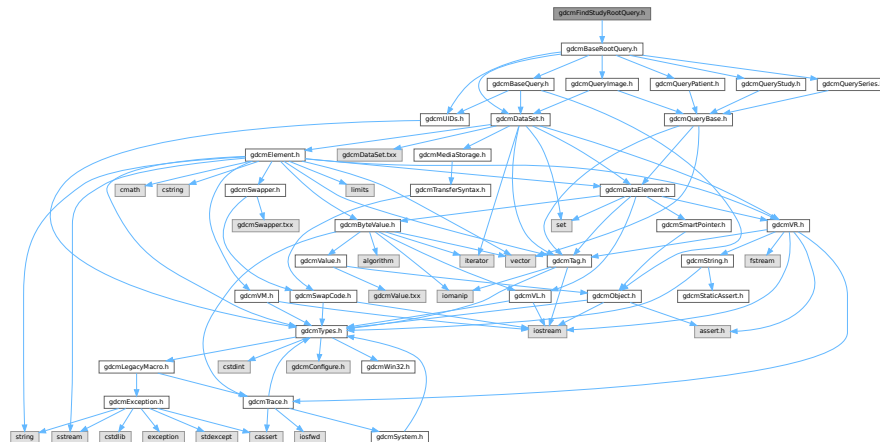 gdcmFindStudyRootQuery.h
gdcmBaseRootQuery.h
gdcmBaseQuery.h
gdcmQueryImage.h
gdcmQueryPatient.h
gdcmQueryStudy.h
gdcmQuerySeries.h
gdcmUIDs.h
gdcmDataSet.h
gdcmQueryBase.h
gdcmElement.h
gdcmDataSet.txx
gdcmMediaStorage.h
cmath
cstring
gdcmSwapper.h
limits
gdcmTransferSyntax.h
gdcmDataElement.h
gdcmSwapper.txx
gdcmByteValue.h
set
gdcmSmartPointer.h
gdcmVR.h
gdcmValue.h
algorithm
iterator
vector
gdcmTag.h
gdcmString.h
fstream
gdcmVM.h
gdcmSwapCode.h
gdcmValue.txx
iomanip
gdcmVL.h
gdcmObject.h
gdcmStaticAssert.h
gdcmTypes.h
iostream
assert.h
gdcmLegacyMacro.h
cstdint
gdcmConfigure.h
gdcmWin32.h
gdcmException.h
gdcmTrace.h
string
sstream
cstdlib
exception
stdexcept
cassert
iosfwd
gdcmSystem.h